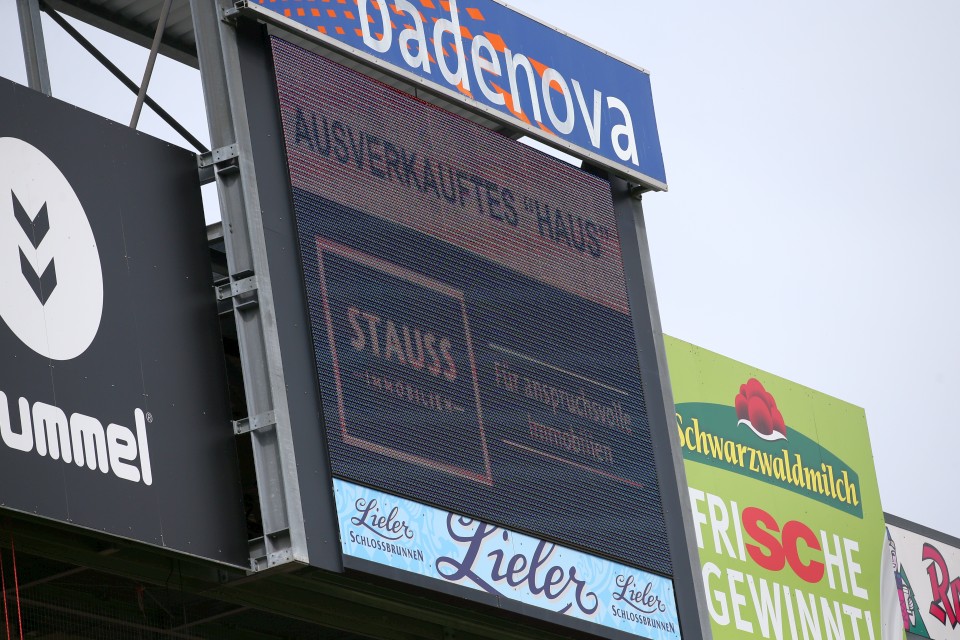 badenova
AUSVERKAUFTES "HAUS"
STAUSS
IMMOBILIEN
Für anspruchsvolle
Immobilien
hummel®
Lieler
SCHLOSSBRUNNEN
Lieler
Lieler
SCHLOSSBRUNNEN
Schwarzwaldmilch
FRISCHE
GEWINNT!